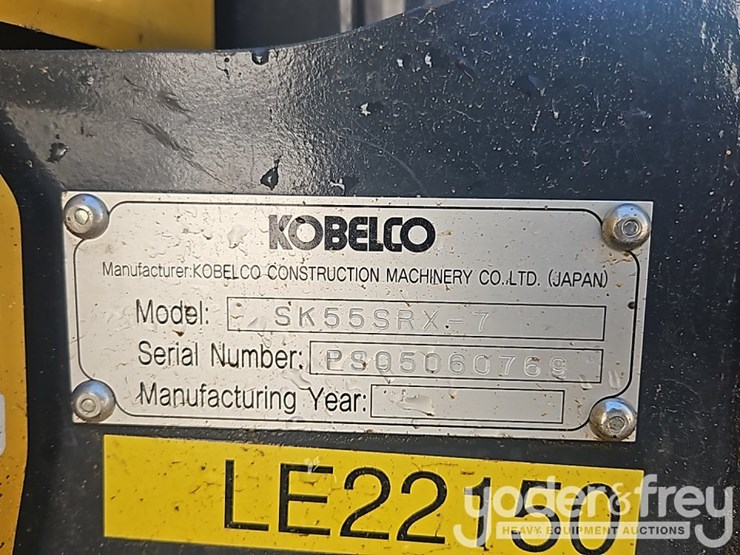 KOBELCO
Manufacturer:KOBELCO CONSTRUCTION MACHINERY CO.,LTD. (JAPAN)
Model: SK55SRX-7
Serial Number: PS05060769
Manufacturing Year:
LE22150
yoder&frey
HEAVY EQUIPMENT AUCTIONS